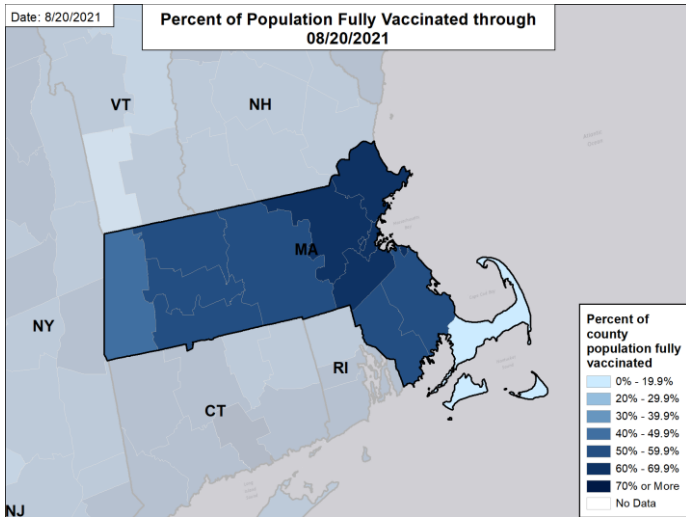 Date: 8/20/2021
Percent of Population Fully Vaccinated through
08/20/2021
VT
NH
MA
NY
RI
CT
NJ
Percent of
county
population fully
vaccinated
0% - 19.9%
20% - 29.9%
30% - 39.9%
40% - 49.9%
50% - 59.9%
60% - 69.9%
70% or More
No Data